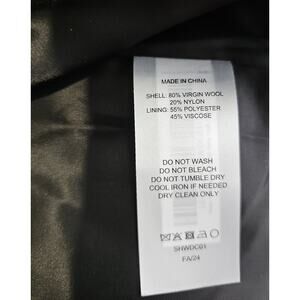 MADE IN CHINA
SHELL: 80% VIRGIN WOOL
20% NYLON
LINING: 55% POLYESTER
45% VISCOSE
DO NOT WASH
DO NOT BLEACH
DO NOT TUMBLE DRY
COOL IRON IF NEEDED
DRY CLEAN ONLY
SHWDC01
FA/24